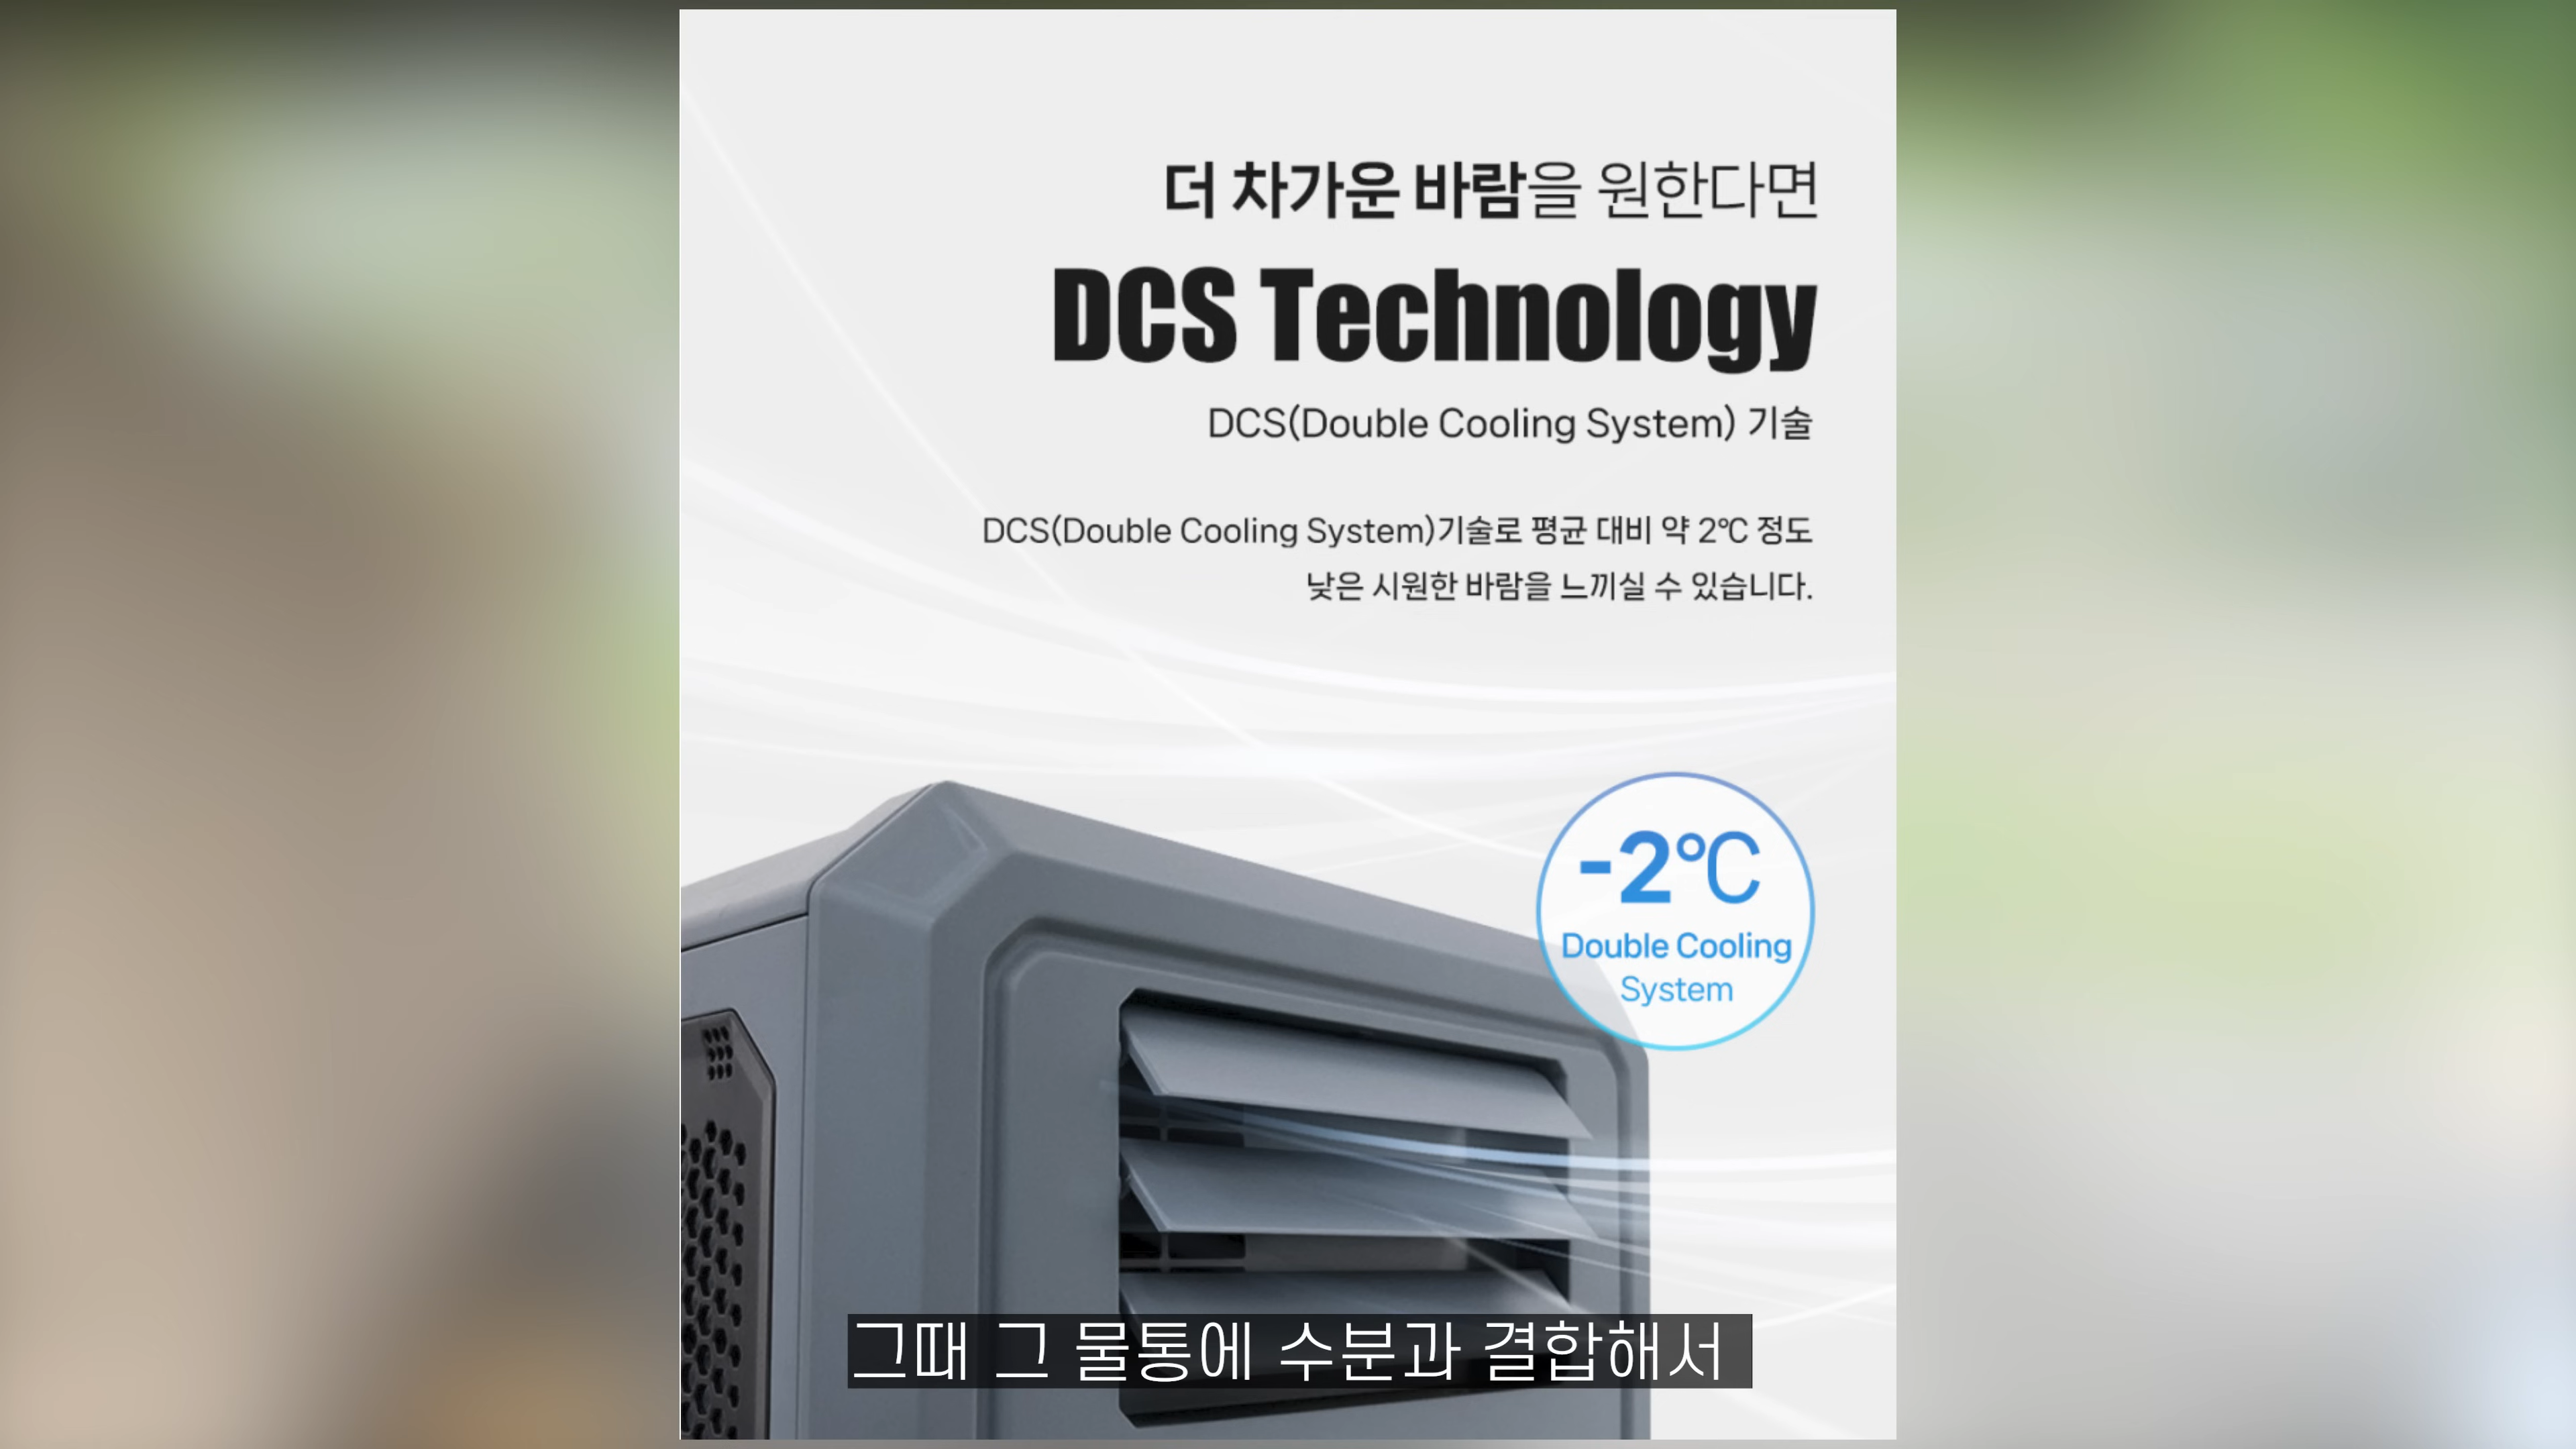 더 차가운 바람을 원한다면
DCS Technology
DCS(Double Cooling System) 기술
DCS(Double Cooling System)기술로 평균 대비 약 2℃ 정도
낮은 시원한 바람을 느끼실 수 있습니다.
-2℃
Double Cooling
System
그때 그 물통에 수분과 결합해서